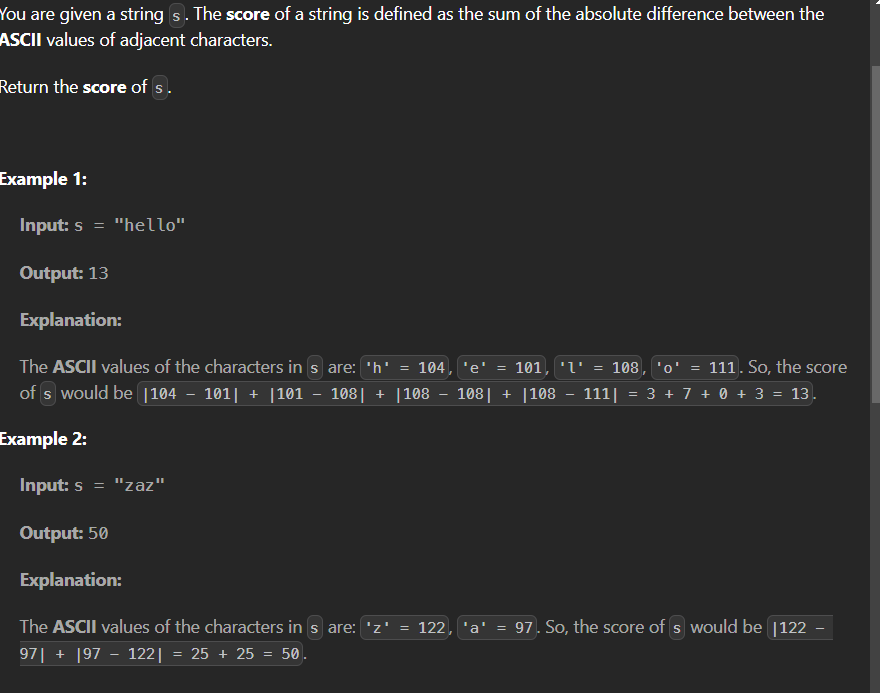 You are given a string s. The score of a string is defined as the sum of the absolute difference between the
ASCII values of adjacent characters.
Return the score of s.
Example 1:
Input: s = "hello"
Output: 13
Explanation:
The ASCII values of the characters in s are: 'h' = 104, 'e' = 101, 'l' = 108, 'o' = 111. So, the score
of s would be |104 - 101| + |101 - 108| + |108 - 108| + |108 - 111| = 3 + 7 + 0 + 3 = 13.
Example 2:
Input: s = "zaz"
Output: 50
Explanation:
The ASCII values of the characters in s are: 'z' = 122, 'a' = 97. So, the score of s would be |122 -
97| + |97 - 122| = 25 + 25 = 50.